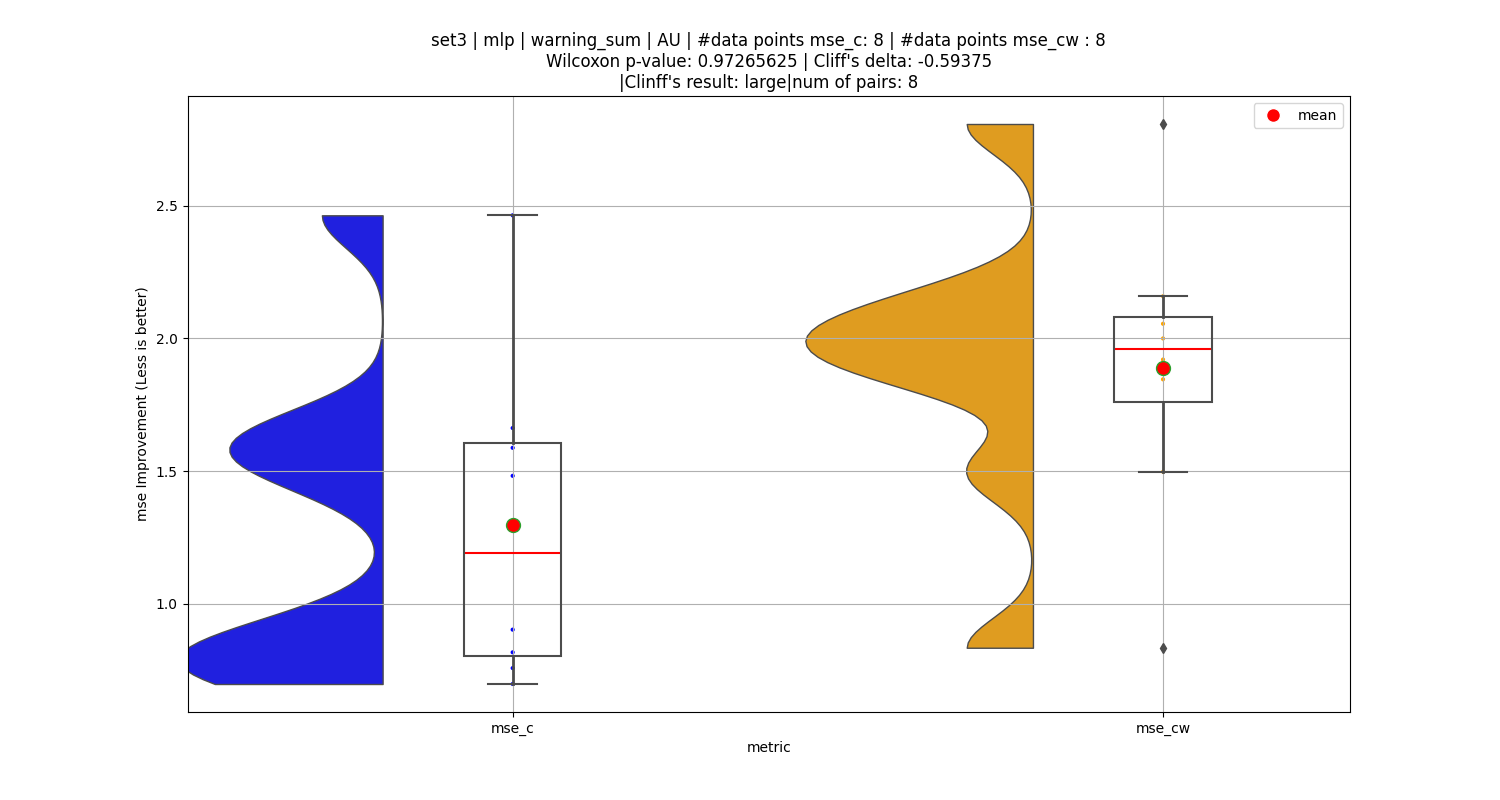 set3 | mlp | warning_sum | AU | #data points mse_c: 8 | #data points mse_cw : 8
Wilcoxon p-value: 0.97265625 | Cliff's delta: -0.59375
|Clinff's result: large|num of pairs: 8
mean
mse Improvement (Less is better)
2.5
2.0
1.5
1.0
mse_c
mse_cw
metric